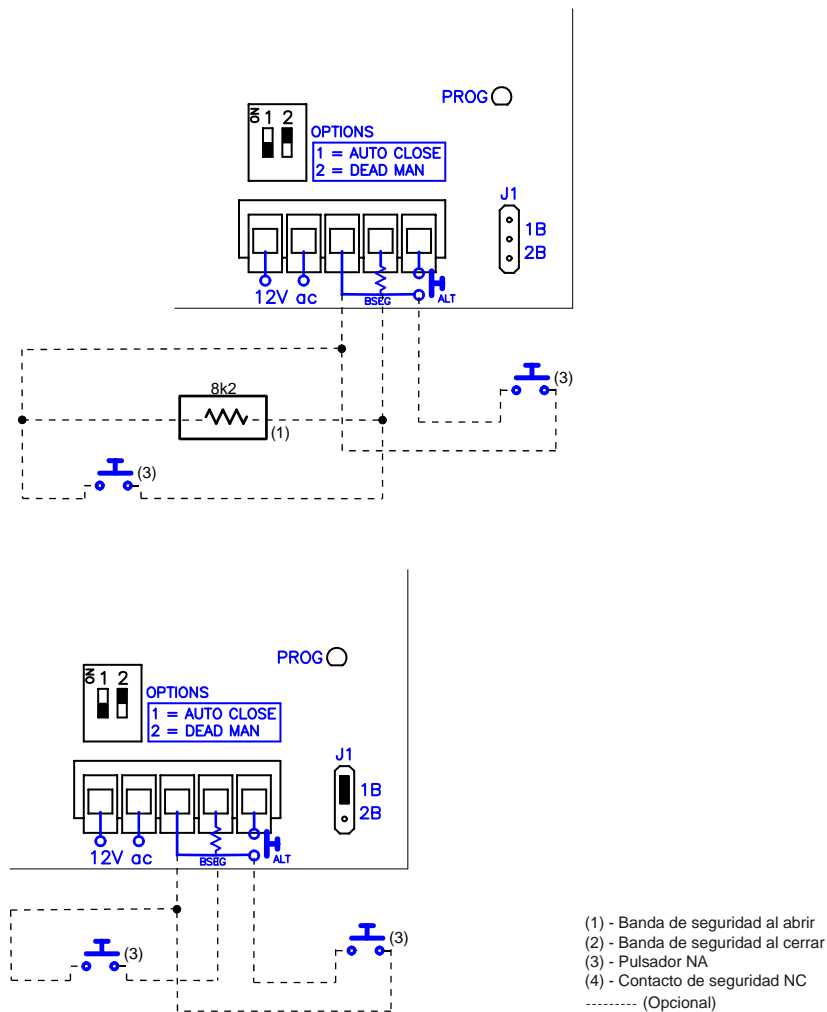 PROG
ON
1 2
OPTIONS
1 = AUTO CLOSE
2 = DEAD MAN
J1
1B
2B
12V ac
BSEG
ALT
(3)
8k2
(1)
(3)
PROG
ON
1 2
OPTIONS
1 = AUTO CLOSE
2 = DEAD MAN
J1
1B
2B
12V ac
BSEG
ALT
(3)
(3)
(1) - Banda de seguridad al abrir
(2) - Banda de seguridad al cerrar
(3) - Pulsador NA
(4) - Contacto de seguridad NC
--------- (Opcional)